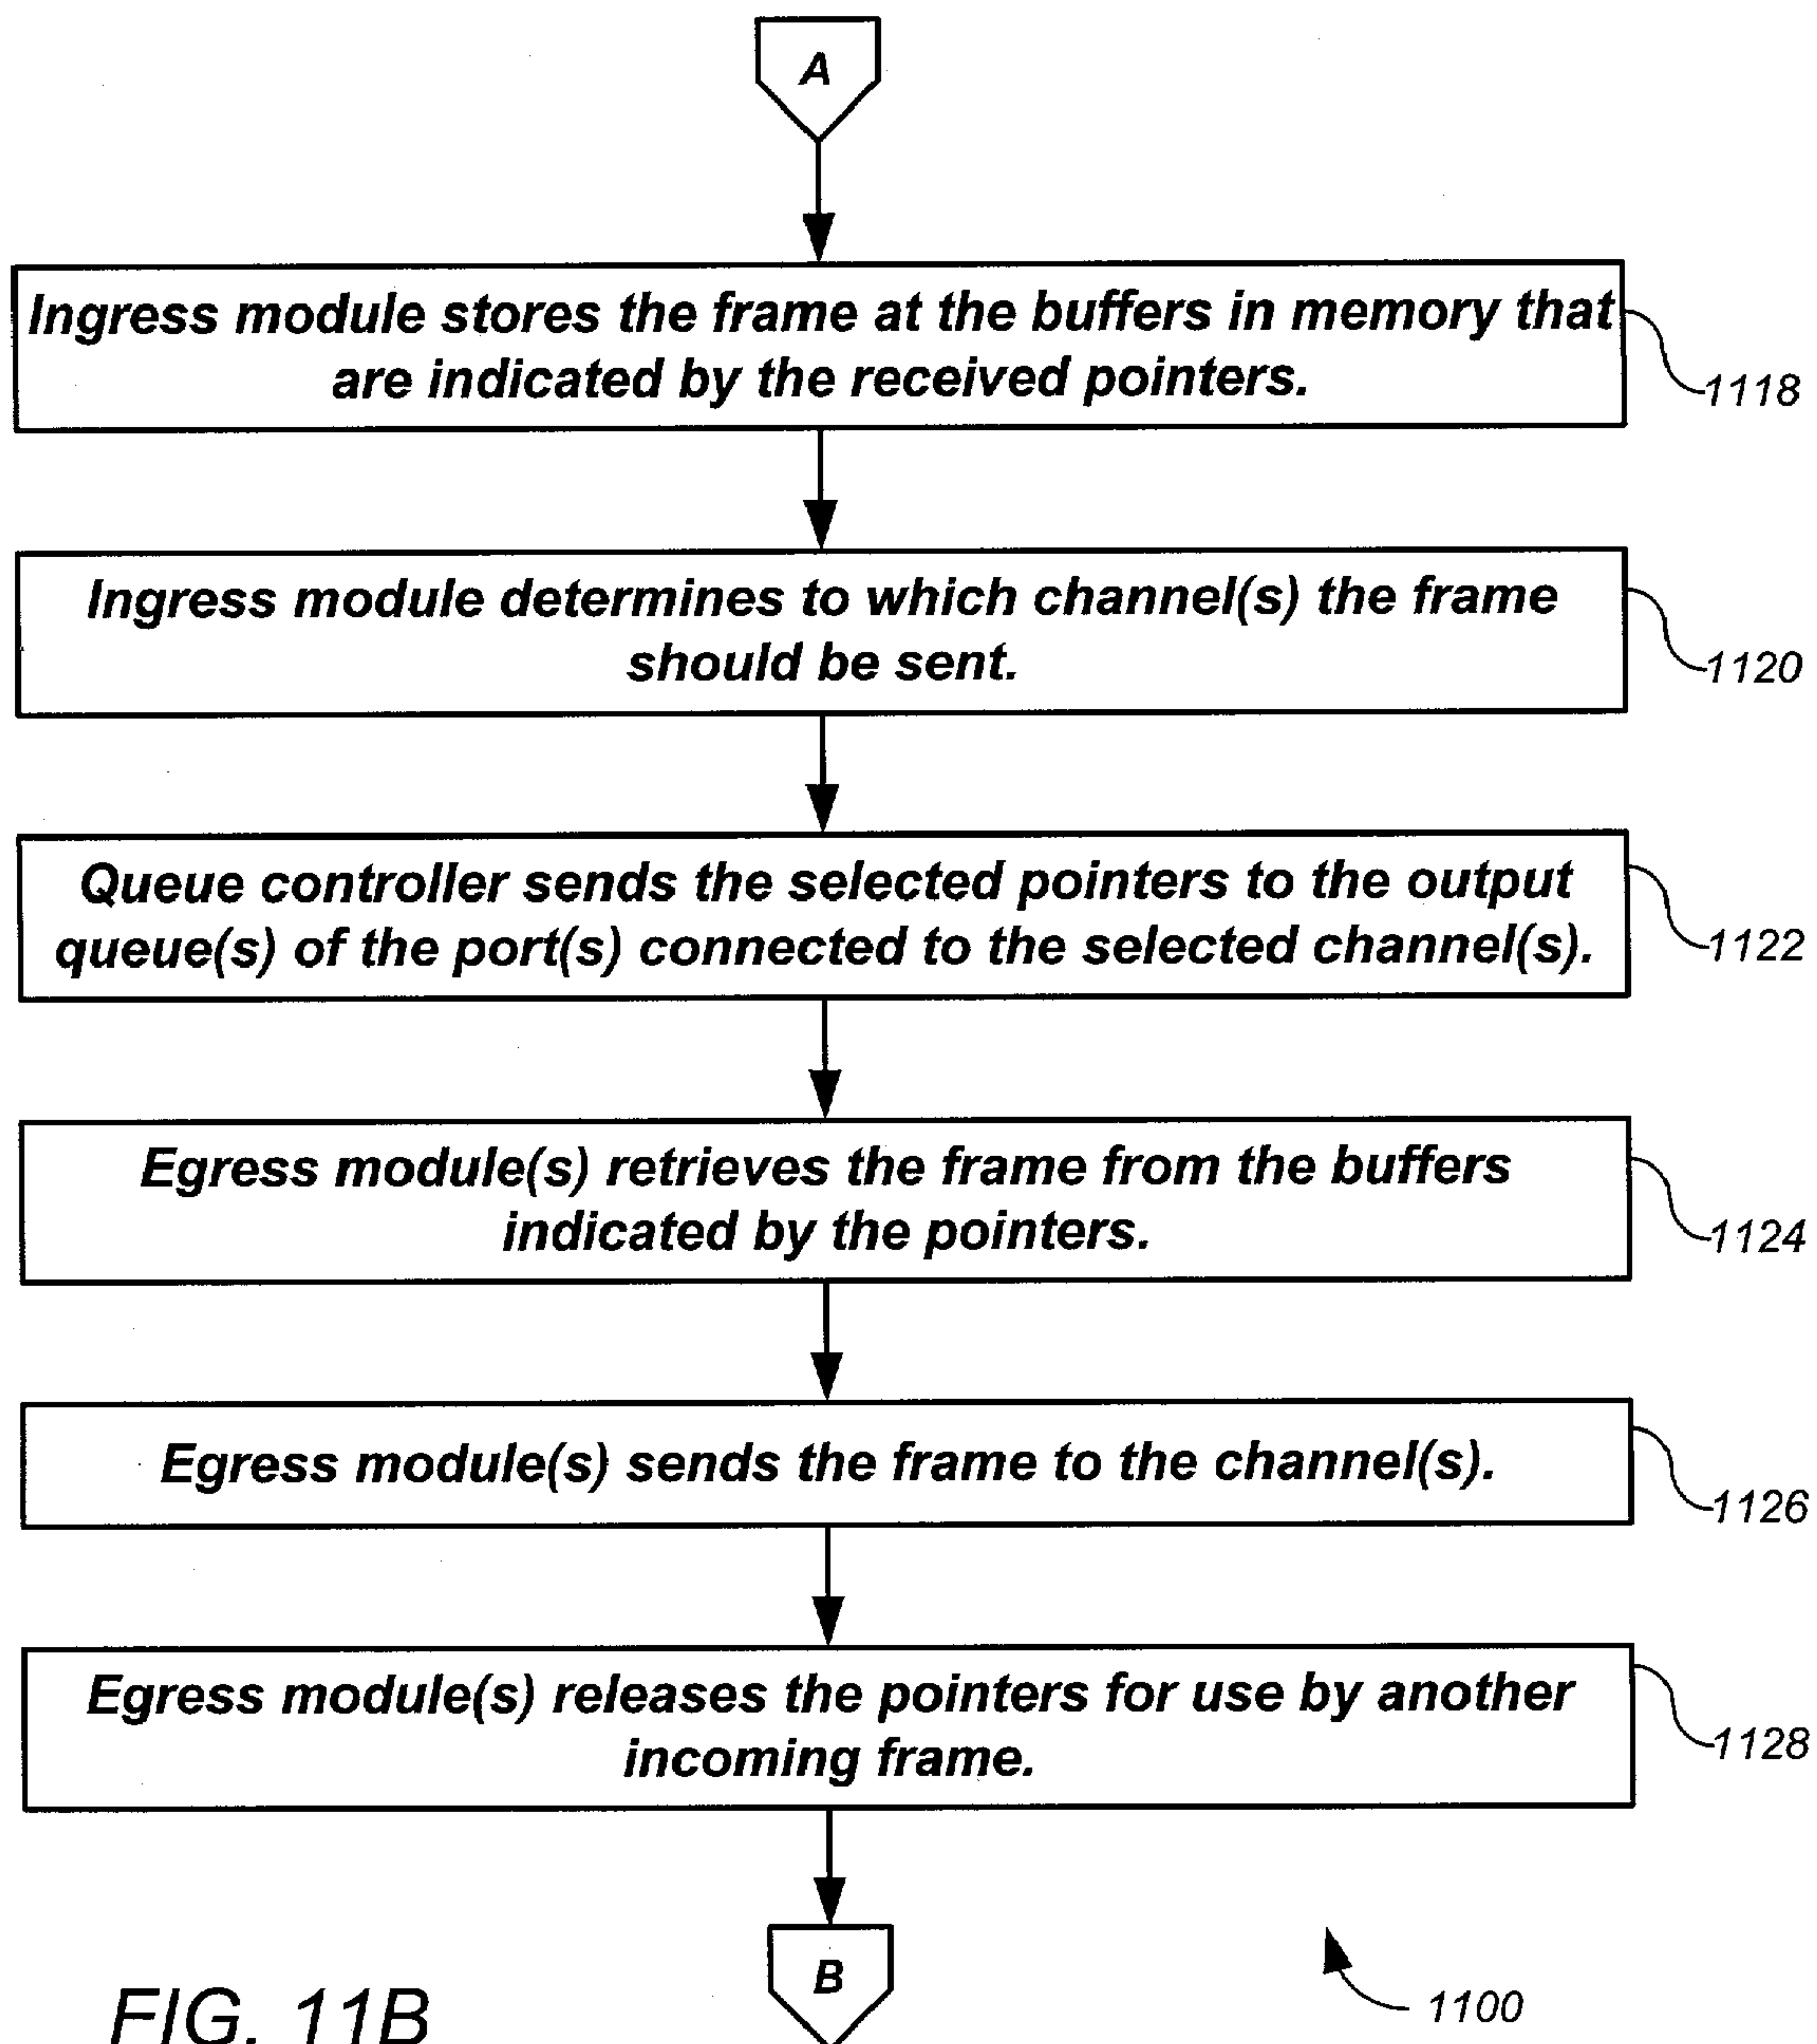 A
Ingress module stores the frame at the buffers in memory that
are indicated by the received pointers.
1118
Ingress module determines to which channel(s) the frame
should be sent.
1120
Queue controller sends the selected pointers to the output
queue(s) of the port(s) connected to the selected channel(s).
1122
Egress module(s) retrieves the frame from the buffers
indicated by the pointers.
1124
Egress module(s) sends the frame to the channel(s).
1126
Egress module(s) releases the pointers for use by another
incoming frame.
1128
B
1100
FIG. 11B